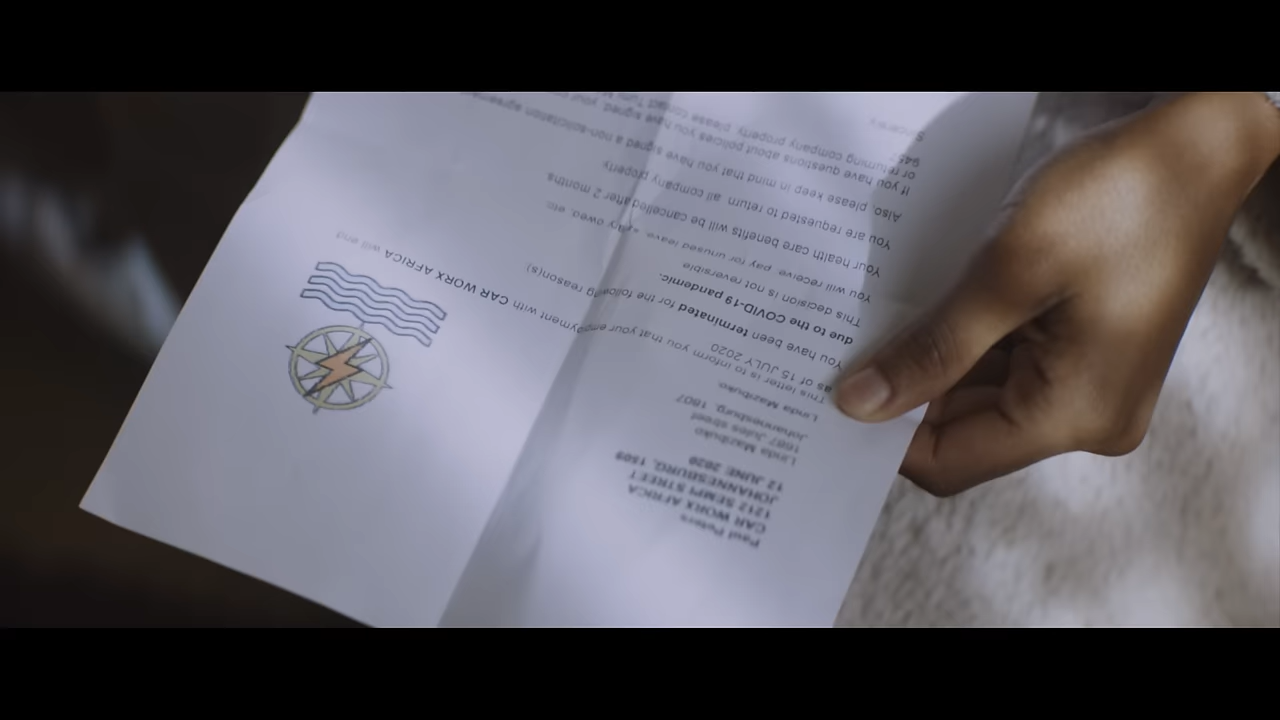 Paul Peters
CAR WORX AFRICA
1212 SEMPI STREET
JOHANNESBURG, 1509
12 JUNE 2020
Linda Mazibuko
1687 Jules street
Johannesburg, 1807
Linda Mazibuko
This letter is to inform you that your employment with CAR WORX AFRICA will end
as of 15 JULY 2020
You have been terminated for the following reason(s)
due to the COVID-19 pandemic.
This decision is not reversible
You will receive pay for unused leave, owed, etc
Your health care benefits will be cancelled after 2 months
You are requested to return all company property
Also, please keep in mind that you have signed a non-solicitation agreement
If you have questions about policies you have signed, your
or returning company property, please contact
Sincerely,